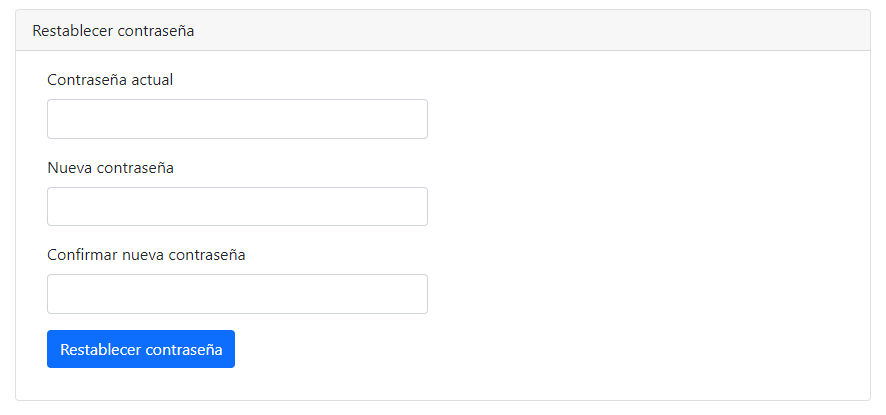 Restablecer contraseña
Contraseña actual
Nueva contraseña
Confirmar nueva contraseña
Restablecer contraseña